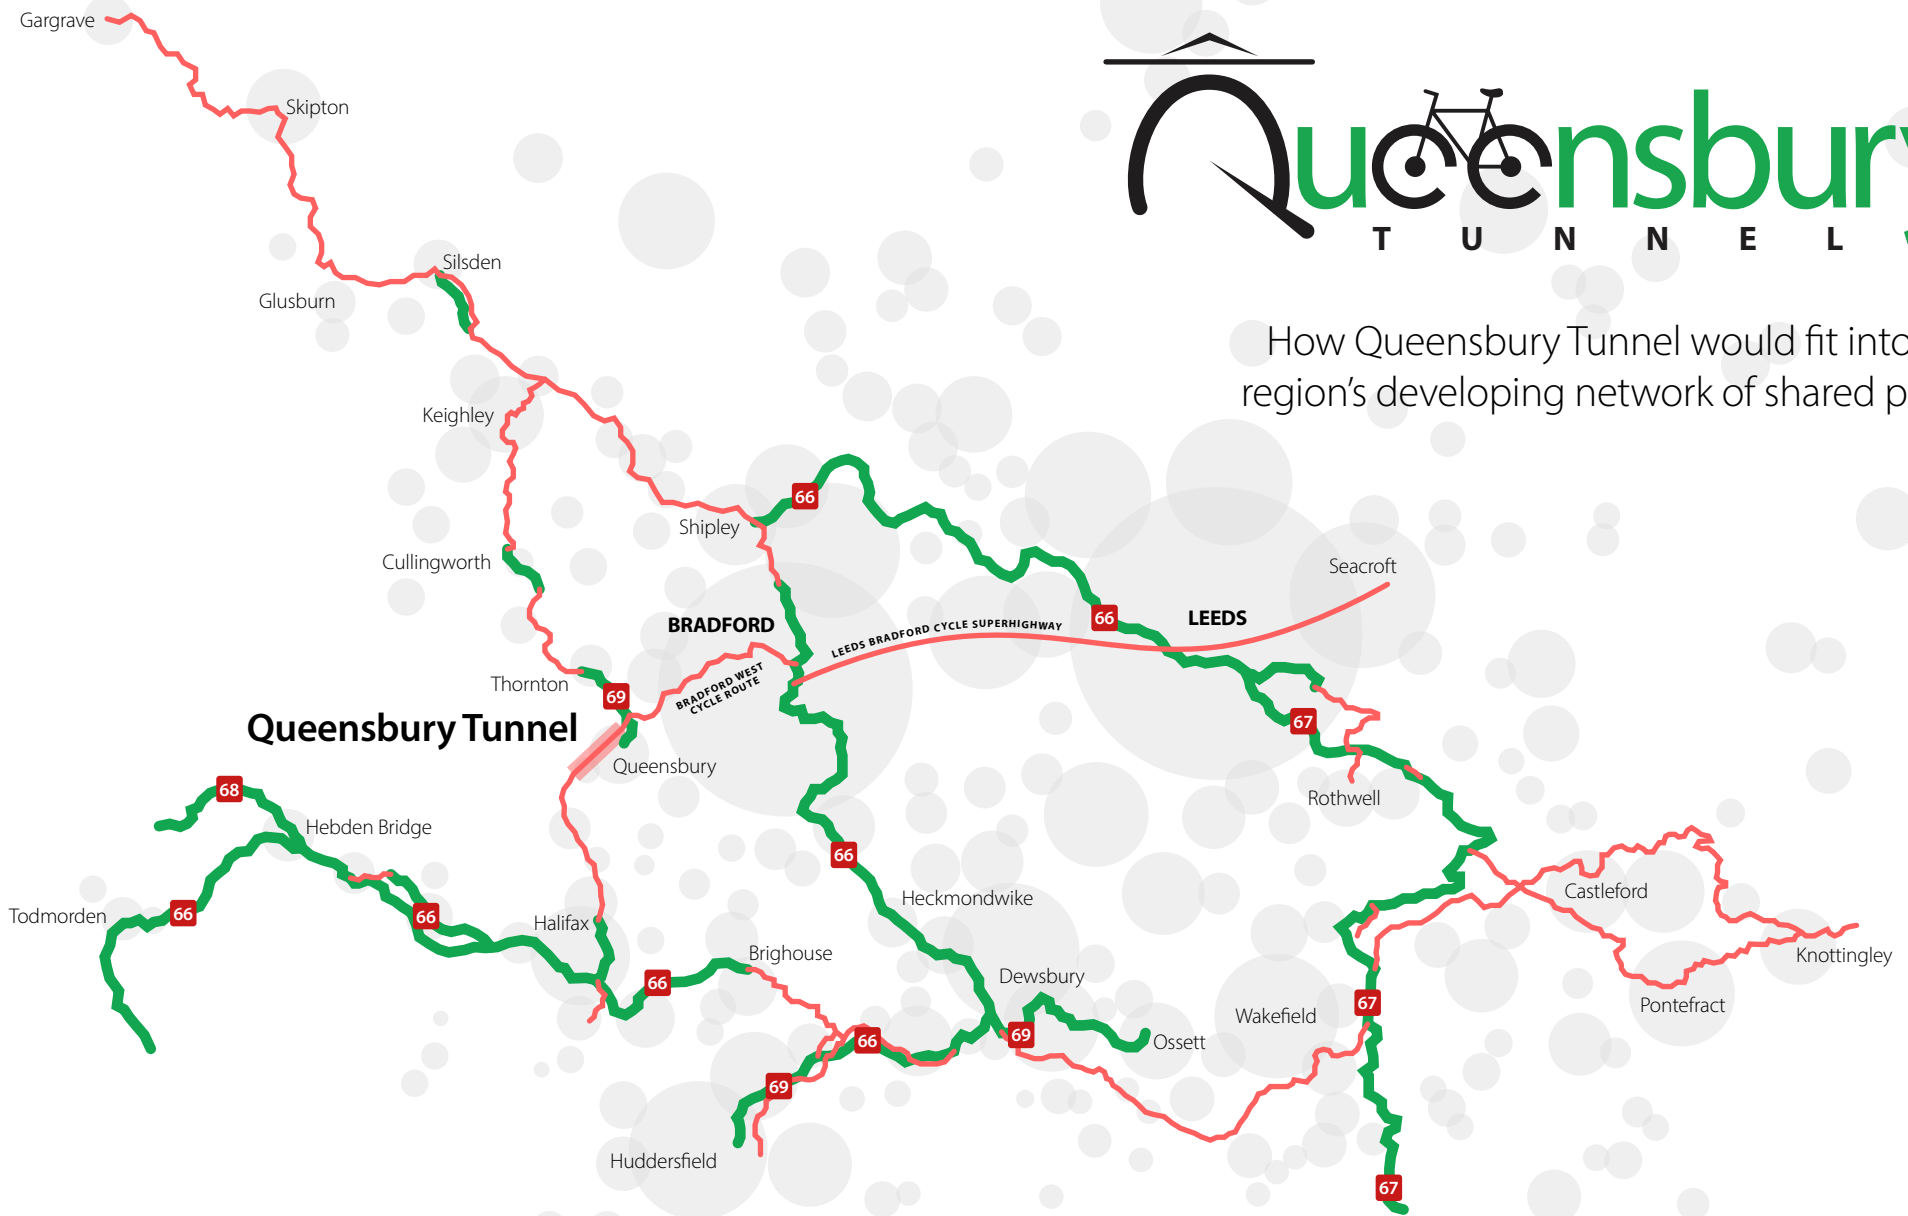 Gargrave
Skipton
Queensbury
TUNNEL
Silsden
Glusburn
How Queensbury Tunnel would fit into
region's developing network of shared p
Keighley
66
Shipley
Cullingworth
Seacroft
66
LEEDS
BRADFORD
LEEDS BRADFORD CYCLE SUPERHIGHWAY
BRADFORD WEST
CYCLE ROUTE
Thornton
69
67
Queensbury Tunnel
Queensbury
68
Rothwell
Hebden Bridge
66
Castleford
Heckmondwike
Todmorden
66
66
Halifax
Brighouse
Knottingley
66
Dewsbury
67
Pontefract
Wakefield
69
66
Ossett
69
Huddersfield
67